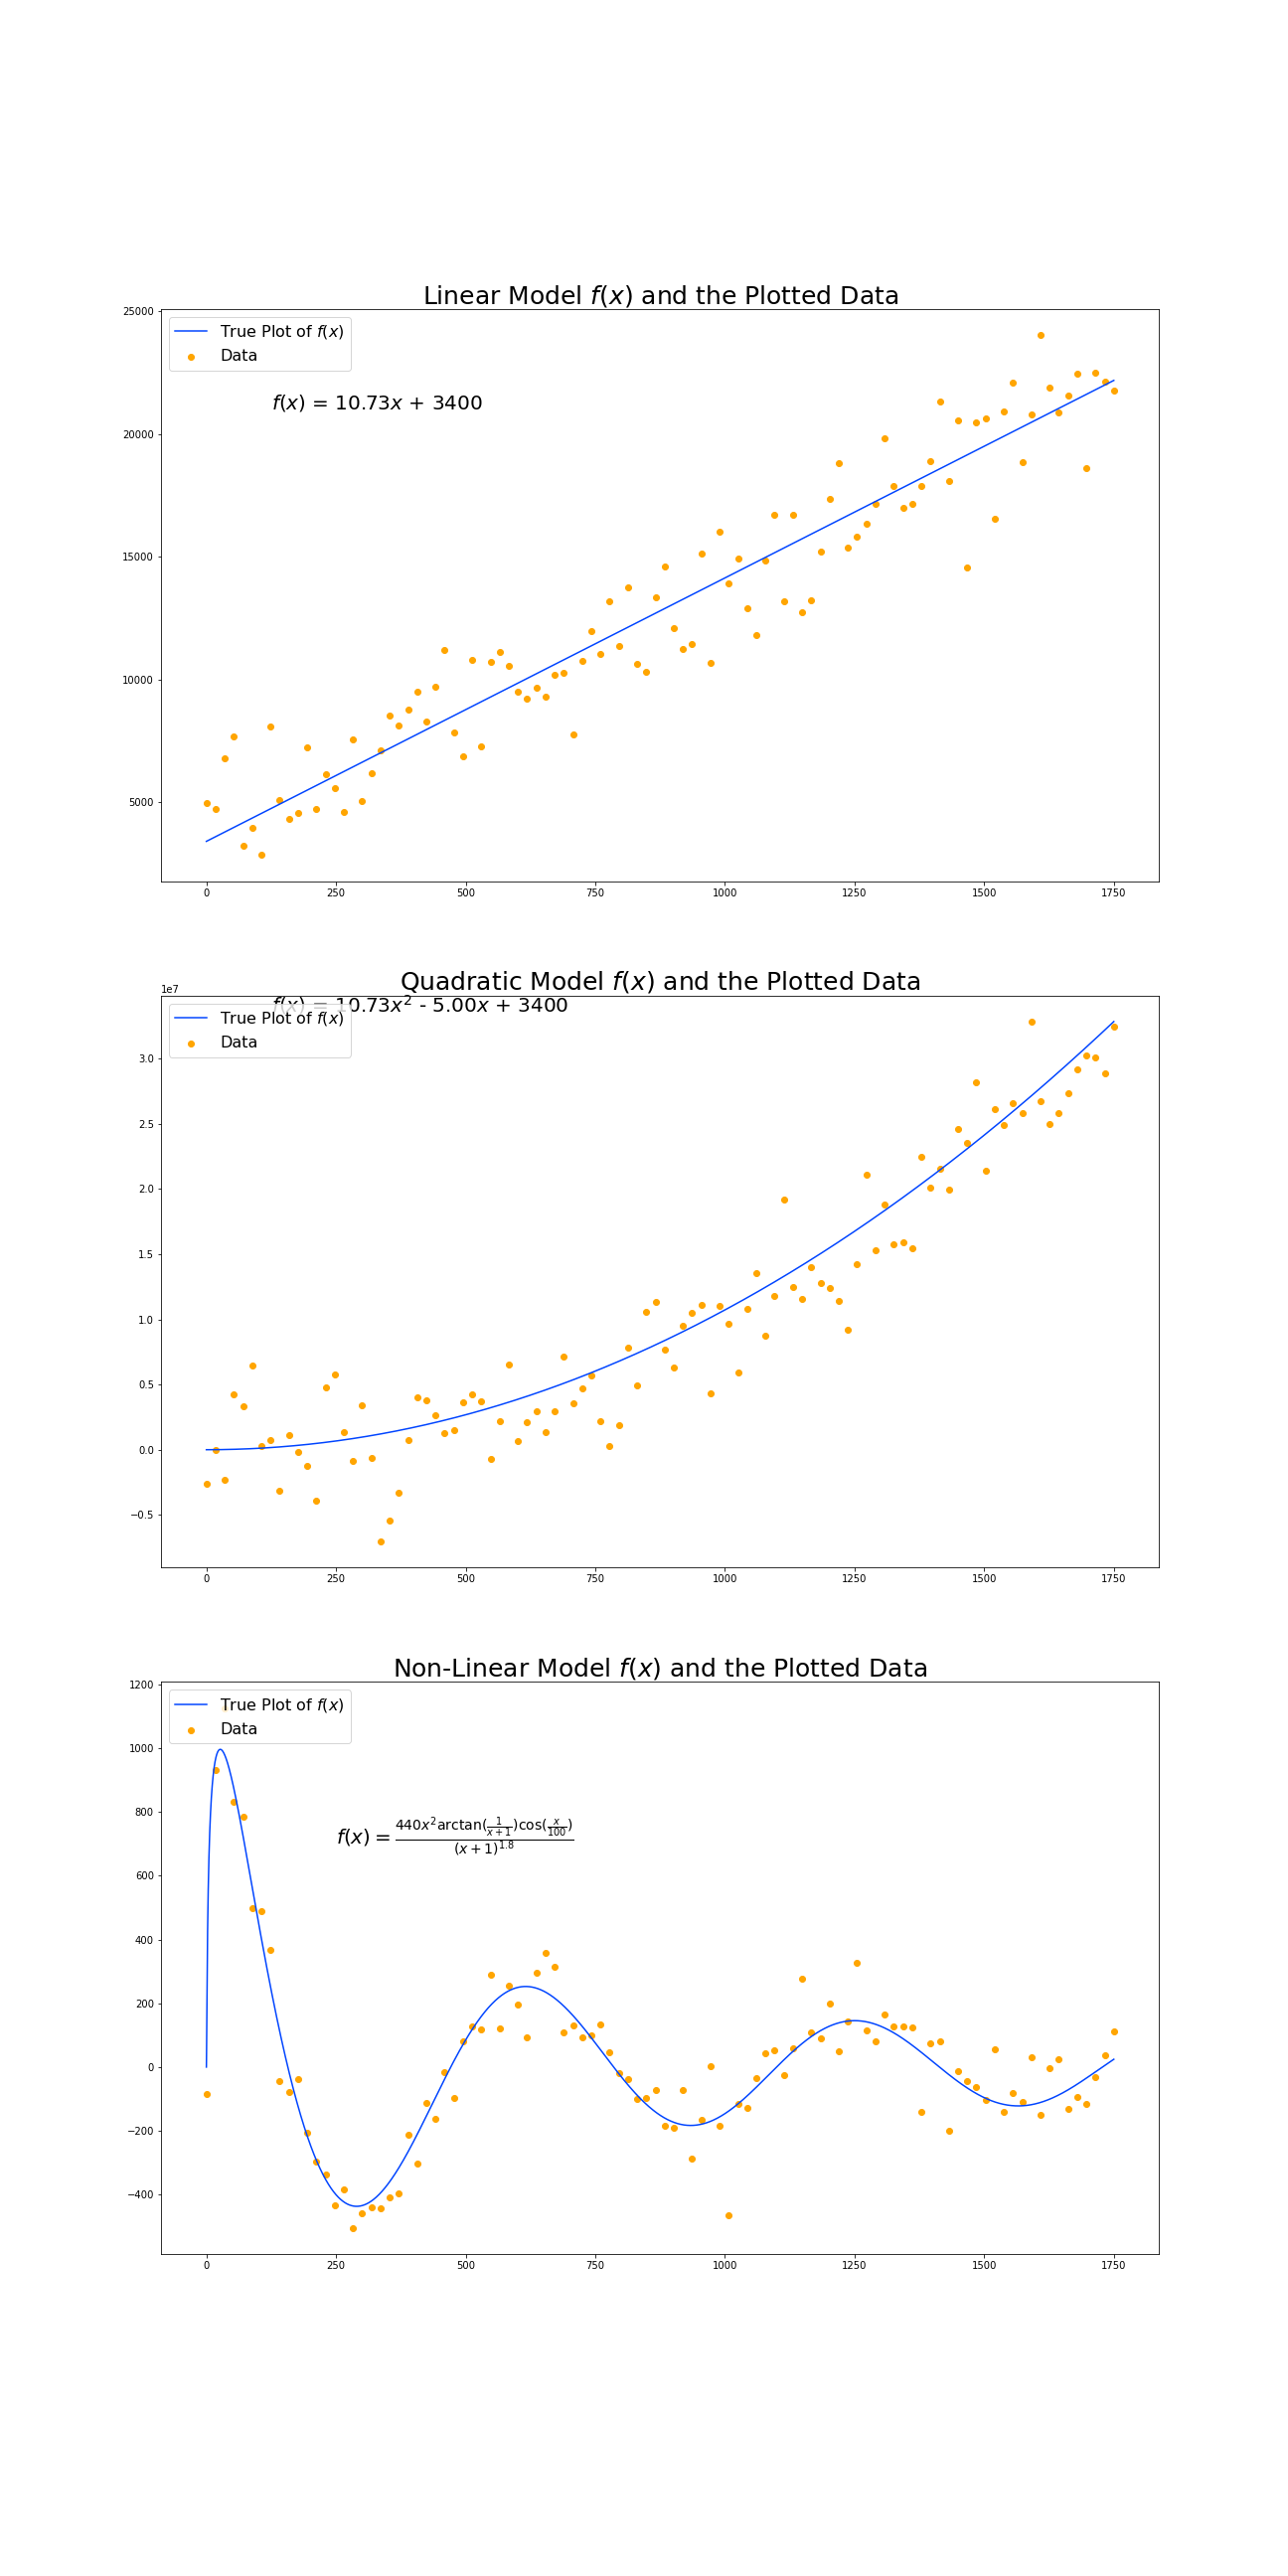 Linear Model f(x) and the Plotted Data
25000
20000
15000
10000
5000
True Plot of f(x)
Data
f(x) = 10.73x + 3400
0 250 500 750 1000 1250 1500 1750
Quadratic Model f(x) and the Plotted Data
1e7
f(x) = 10.73x² - 5.00x + 3400
True Plot of f(x)
Data
3.0
2.5
2.0
1.5
1.0
0.5
0.0
−0.5
0 250 500 750 1000 1250 1500 1750
Non-Linear Model f(x) and the Plotted Data
1200
1000
800
600
400
200
0
−200
−400
True Plot of f(x)
Data
f(x) = \frac{440x^2 arctan(\frac{1}{x+1})cos(\frac{x}{100})}{(x+1)^{1.8}}
0 250 500 750 1000 1250 1500 1750